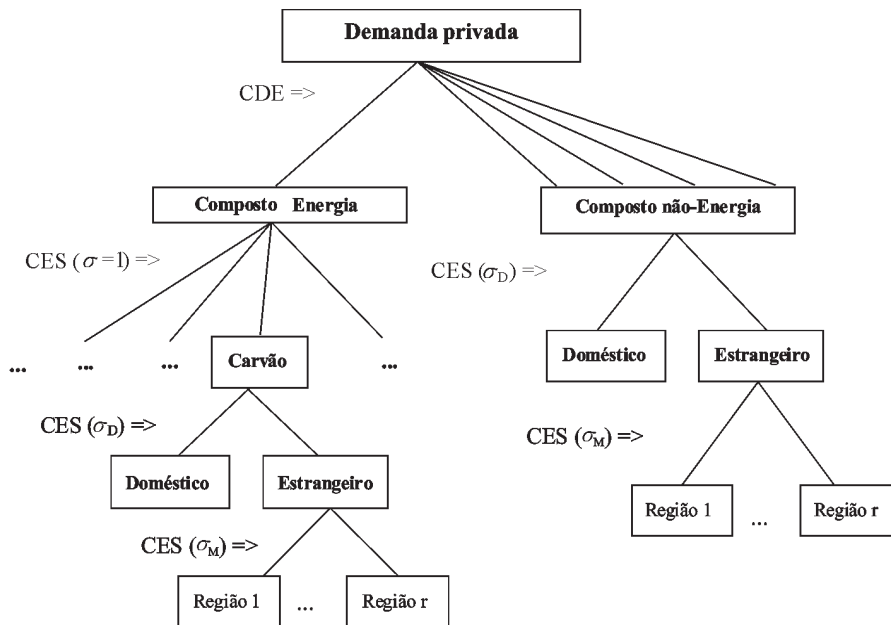 Demanda privada
CDE =>
Composto Energia
Composto não-Energia
CES (σ=1) =>
CES (σD) =>
... ... ... Carvão ...
Doméstico Estrangeiro
CES (σD) =>
CES (σM) =>
Doméstico Estrangeiro
Região 1 ... Região r
CES (σM) =>
Região 1 ... Região r